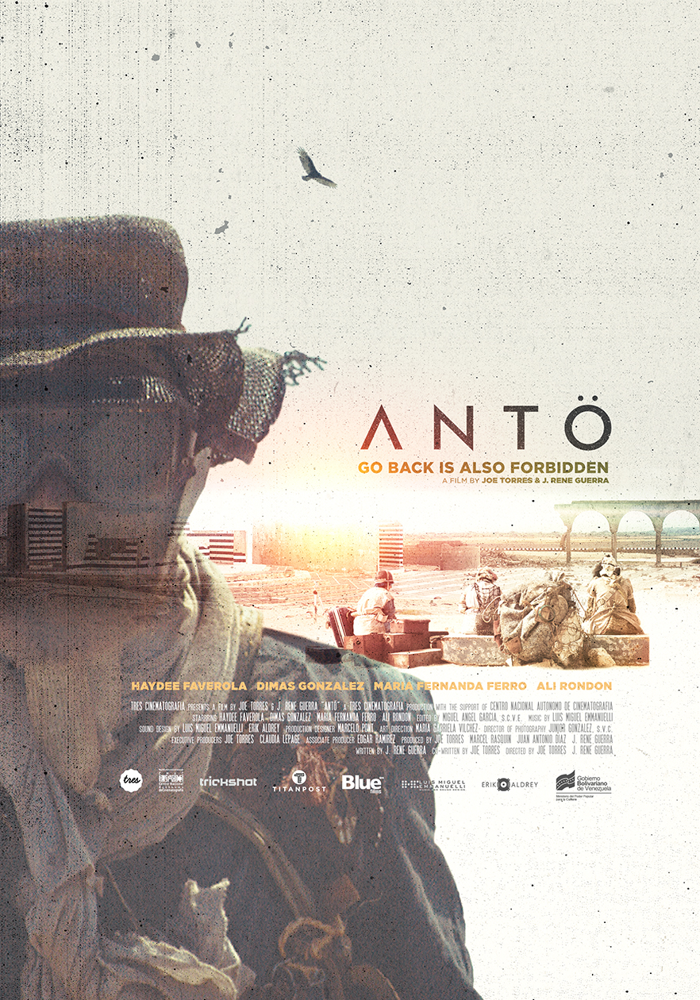 ANTÖ
GO BACK IS ALSO FORBIDDEN
A FILM BY JOE TORRES & J. RENE GUERRA
HAYDEE FAVEROLA DIMAS GONZALEZ MARIA FERNANDA FERRO ALI RONDON
TRES CINEMATOGRAFIA PRESENTS A FILM BY JOE TORRES & J. RENE GUERRA "ANTÖ" A TRES CINEMATOGRAFIA PRODUCTION WITH THE SUPPORT OF CENTRO NACIONAL AUTONOMO DE CINEMATOGRAFIA
STARRING HAYDEE FAVEROLA DIMAS GONZALEZ MARIA FERNANDA FERRO ALI RONDON EDITED BY MIGUEL ANGEL GARCIA, S.C.V.E. MUSIC BY LUIS MIGUEL EMMANUELLI
SOUND DESIGN BY LUIS MIGUEL EMMANUELLI ERIK ALDREY PRODUCTION DESIGNER MARCELO PONT ART DIRECTION MARIA GABRIELA VILCHEZ DIRECTOR OF PHOTOGRAPHY JUNIOR GONZALEZ, S.V.C.
EXECUTIVE PRODUCERS JOE TORRES CLAUDIA LEPAGE ASSOCIATE PRODUCER EDGAR RAMIREZ PRODUCED BY JOE TORRES MARCEL RASQUIN JUAN ANTONIO DIAZ J. RENE GUERRA
WRITTEN BY J. RENE GUERRA CO-WRITTEN BY JOE TORRES DIRECTED BY JOE TORRES J. RENE GUERRA
tres
trickshot
TITANPOST
Blue
films
LUIS MIGUEL
EMMANUELLI
ERIK ALDREY
Gobierno
Bolivariano
de Venezuela
Ministerio del Poder Popular
para la Cultura